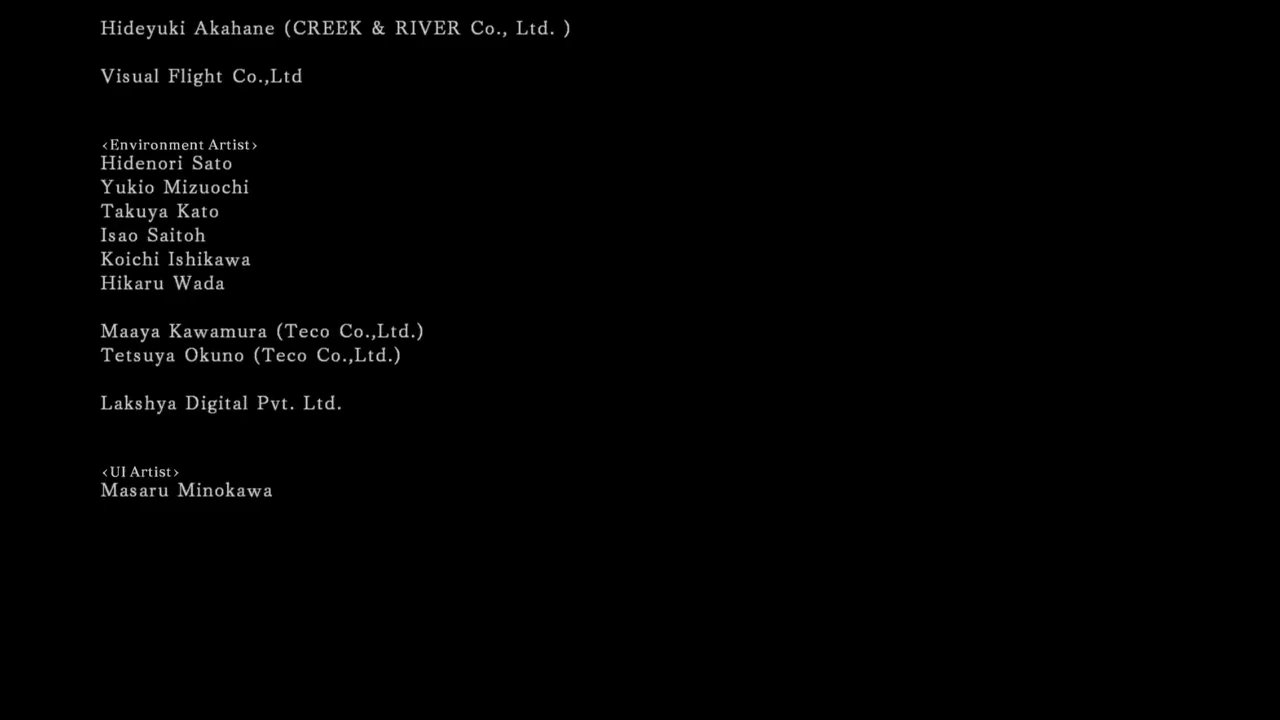 Hideyuki Akahane (CREEK & RIVER Co., Ltd. )
Visual Flight Co.,Ltd
<Environment Artist>
Hidenori Sato
Yukio Mizuochi
Takuya Kato
Isao Saitoh
Koichi Ishikawa
Hikaru Wada
Maaya Kawamura (Teco Co.,Ltd.)
Tetsuya Okuno (Teco Co.,Ltd.)
Lakshya Digital Pvt. Ltd.
<UI Artist>
Masaru Minokawa